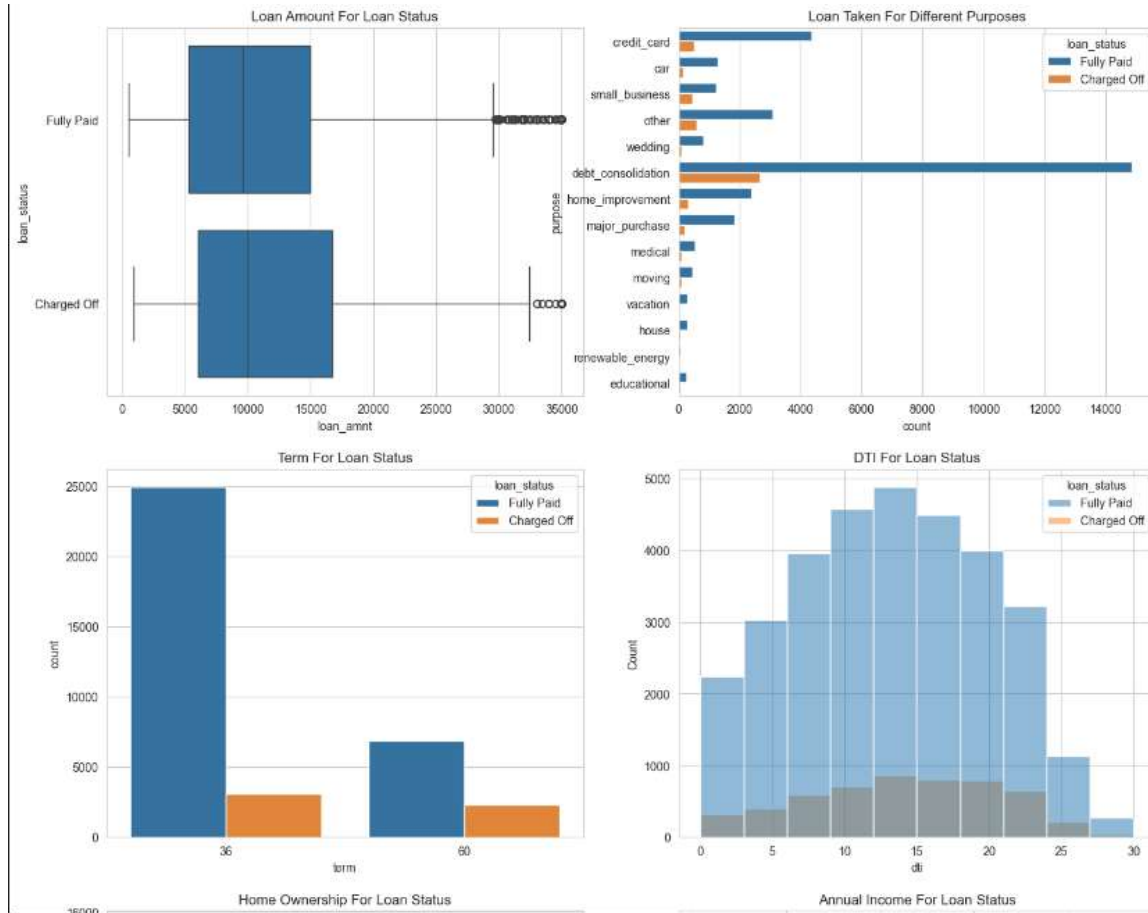 Loan Amount For Loan Status
loan_status
Fully Paid
Charged Off
0 5000 10000 15000 20000 25000 30000 35000
loan_amnt
Loan Taken For Different Purposes
purpose
credit_card
car
small_business
other
wedding
debt_consolidation
home_improvement
major_purchase
medical
moving
vacation
house
renewable_energy
educational
loan_status
Fully Paid
Charged Off
0 2000 4000 6000 8000 10000 12000 14000
count
Term For Loan Status
count
25000
20000
15000
10000
5000
0
loan_status
Fully Paid
Charged Off
36 60
term
DTI For Loan Status
Count
5000
4000
3000
2000
1000
0
loan_status
Fully Paid
Charged Off
0 5 10 15 20 25 30
dti
Home Ownership For Loan Status
Annual Income For Loan Status